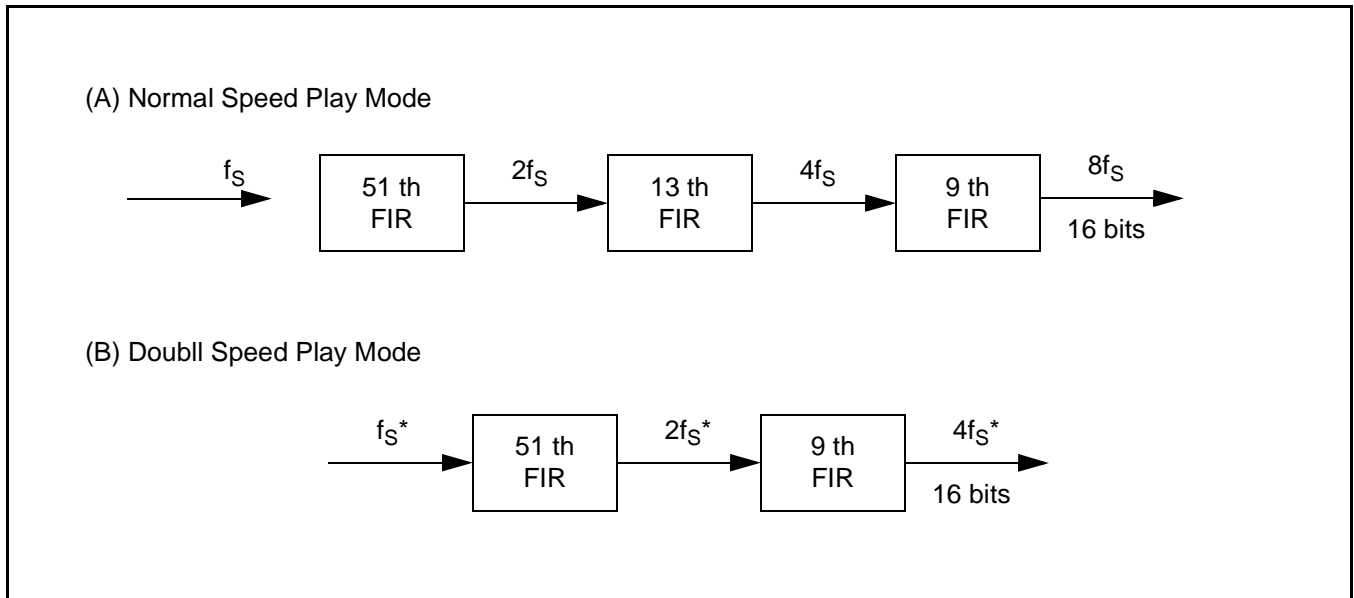 (A) Normal Speed Play Mode
fS
51 th
FIR
2fS
13 th
FIR
4fS
9 th
FIR
8fS
16 bits
(B) Doubll Speed Play Mode
fS*
51 th
FIR
2fS*
9 th
FIR
4fS*
16 bits